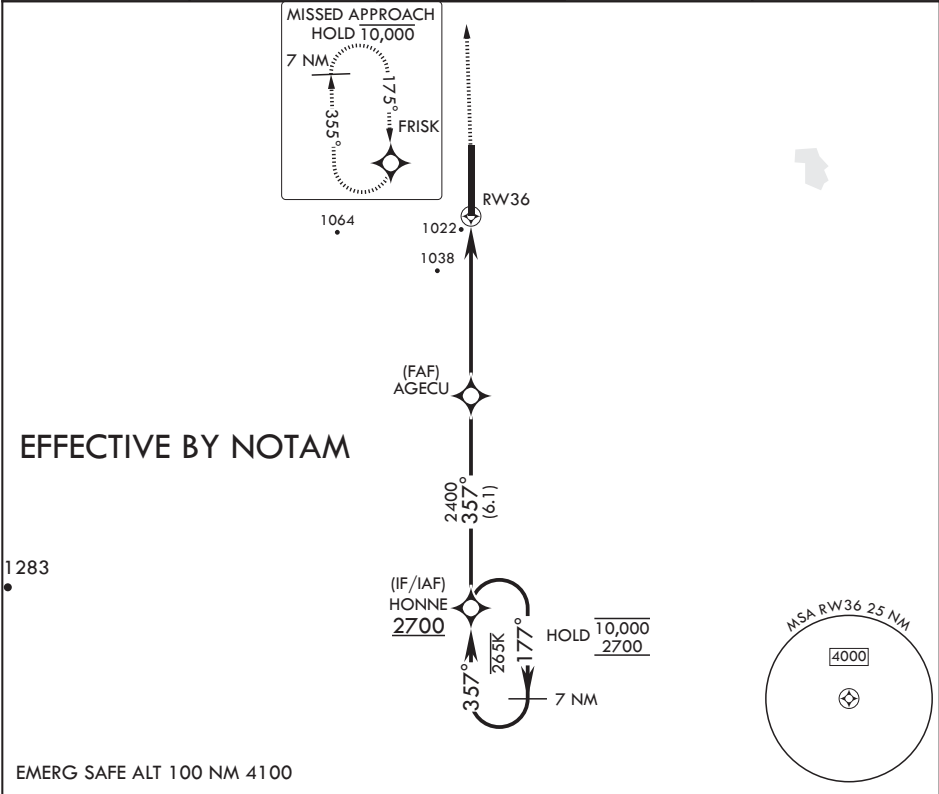 MISSED APPROACH
HOLD 10,000
7 NM
175°
355°
FRISK
RW36
1064
1022
1038
(FAF)
AGECU
EFFECTIVE BY NOTAM
2400
357°
(6.1)
1283
(IF/IAF)
HONNE
2700
265K
177°
357°
HOLD 10,000
2700
7 NM
MSA RW36 25 NM
4000
EMERG SAFE ALT 100 NM 4100